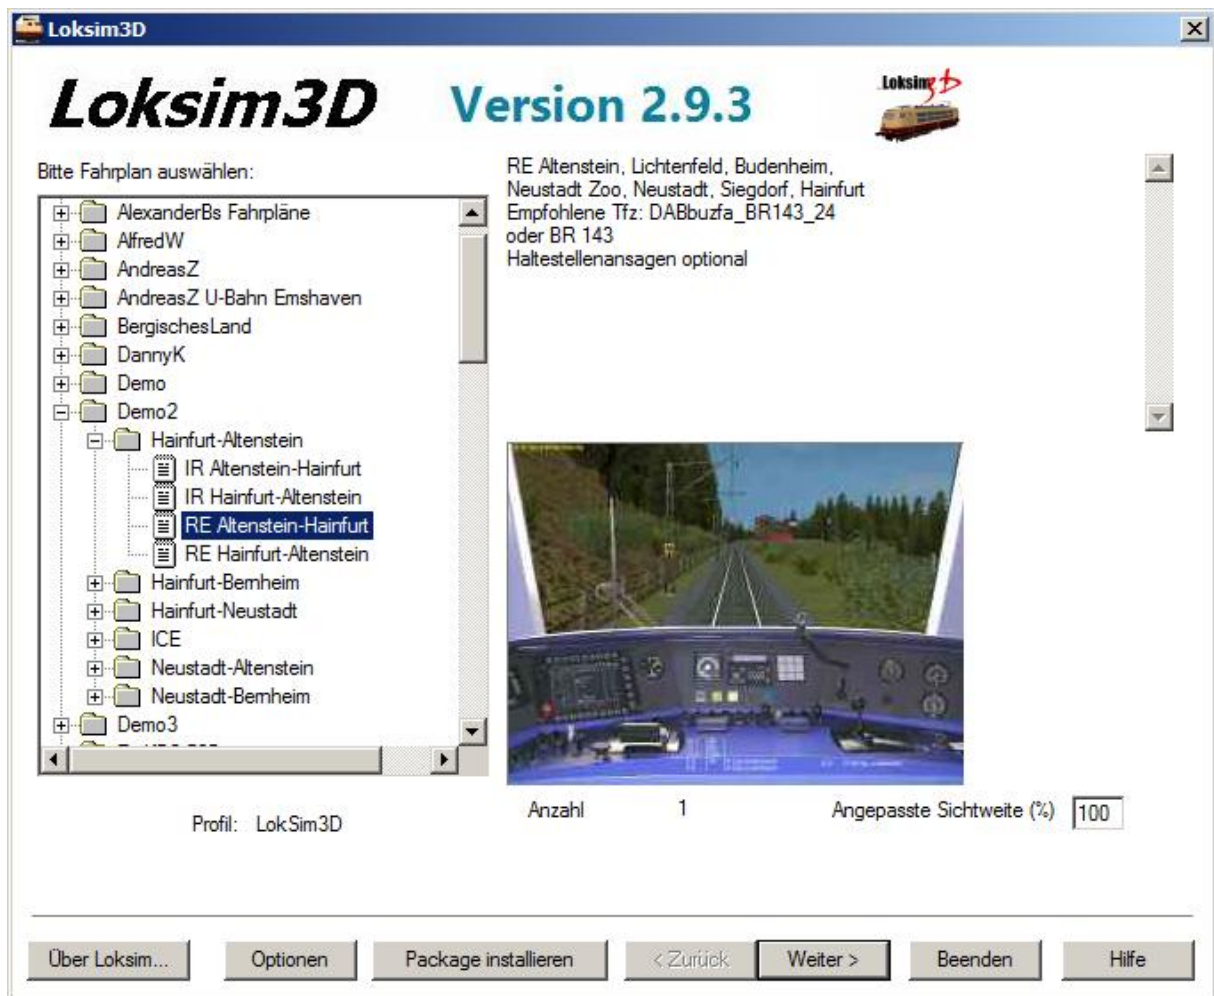 Loksim3D
Loksim3D
Version 2.9.3
Loksim3D
Bitte Fahrplan auswählen:
AlexanderBs Fahrpläne
AlfredW
AndreasZ
AndreasZ U-Bahn Emshaven
BergischesLand
DannyK
Demo
Demo2
Hainfurt-Altenstein
IR Altenstein-Hainfurt
IR Hainfurt-Altenstein
RE Altenstein-Hainfurt
RE Hainfurt-Altenstein
Hainfurt-Bernheim
Hainfurt-Neustadt
ICE
Neustadt-Altenstein
Neustadt-Bernheim
Demo3
RE Altenstein, Lichtenfeld, Budenheim,
Neustadt Zoo, Neustadt, Siegdorf, Hainfurt
Empfohlene Tfz: DABbuzfa_BR143_24
oder BR 143
Haltestellenansagen optional
Anzahl 1 Angepasste Sichtweite (%) 100
Profil: LokSim3D
Über Loksim... Optionen Package installieren < Zurück Weiter > Beenden Hilfe